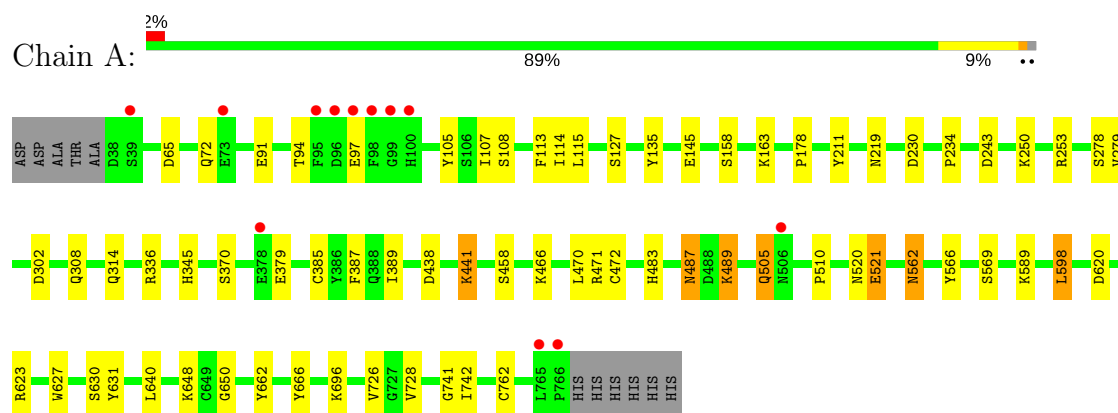 2%
Chain A:
89% 9% ••
ASP ASP ALA THR ALA D38 S39 D65 Q72 E73 E91 T94 F95 D96 E97 F98 G99 H100 Y105 S106 I107 S108 F113 I114 L115 S127 Y135 E145 S158 K163 P178 Y211 N219 D230 P234 D243 K250 R253 S278
D302 Q308 Q314 R336 H345 S370 E378 E379 C385 Y386 F387 Q388 I389 D438 K441 S458 K466 L470 R471 C472 H483 N487 D488 K489 Q505 N506 P510 N520 E521 N562 Y566 S569 K589 L598 D620
R623 W627 S630 Y631 L640 K648 C649 G650 Y662 Y666 K696 V726 G727 V728 G741 I742 C762 L765 P766 HIS HIS HIS HIS HIS HIS